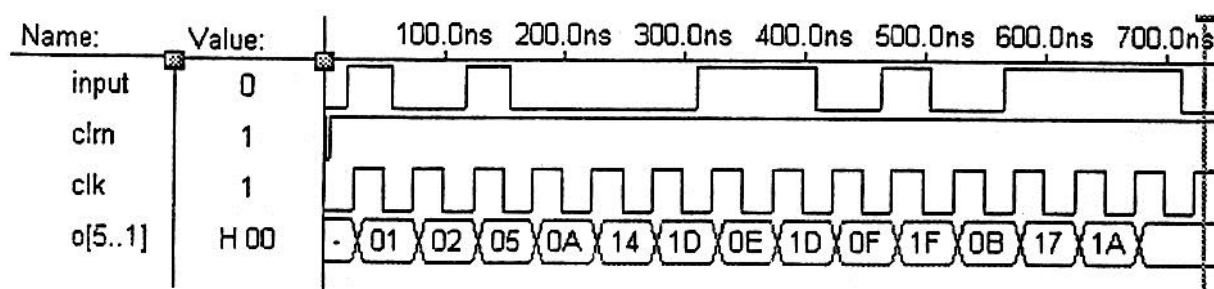 Name: Value: 100.0ns 200.0ns 300.0ns 400.0ns 500.0ns 600.0ns 700.0ns
input 0
clrn 1
clk 1
o[5..1] H 00 - 01 02 05 0A 14 1D 0E 1D 0F 1F 0B 17 1A